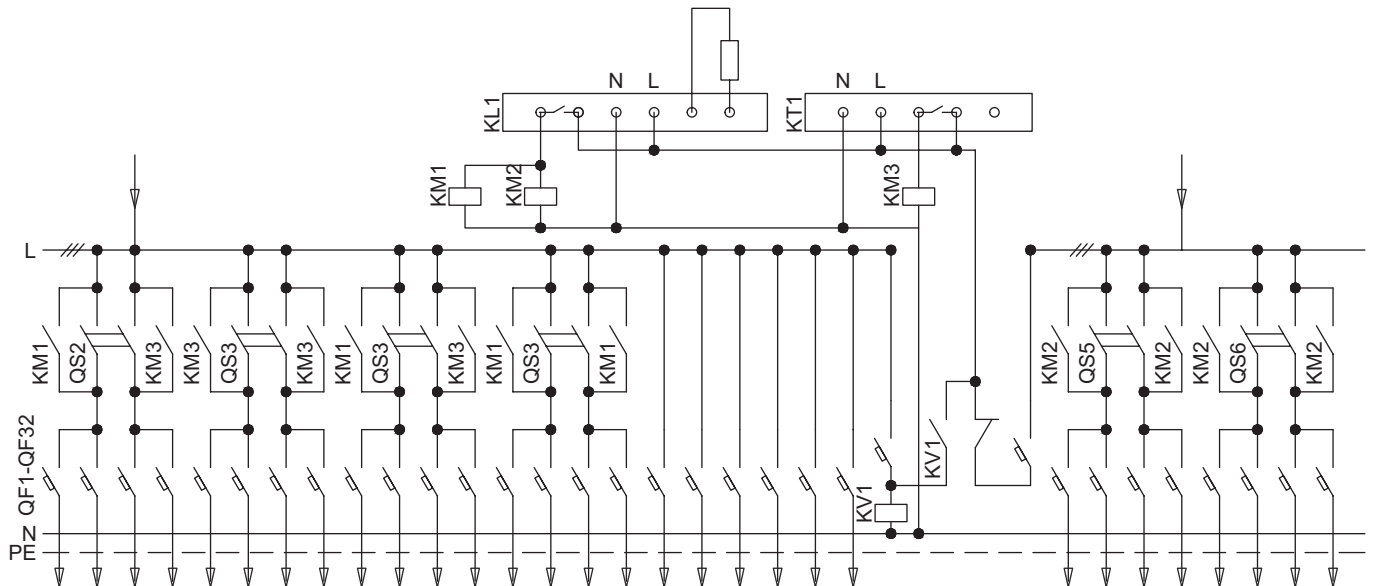 N L
N L
KL1
KT1
KM1
KM2
KM3
L
KM1
QS2
KM3
KM3
QS3
KM3
KM1
QS3
KM3
KM1
QS3
KM1
KM2
QS5
KM2
KM2
QS6
KM2
QF1-QF32
KV1
KV1
N
PE